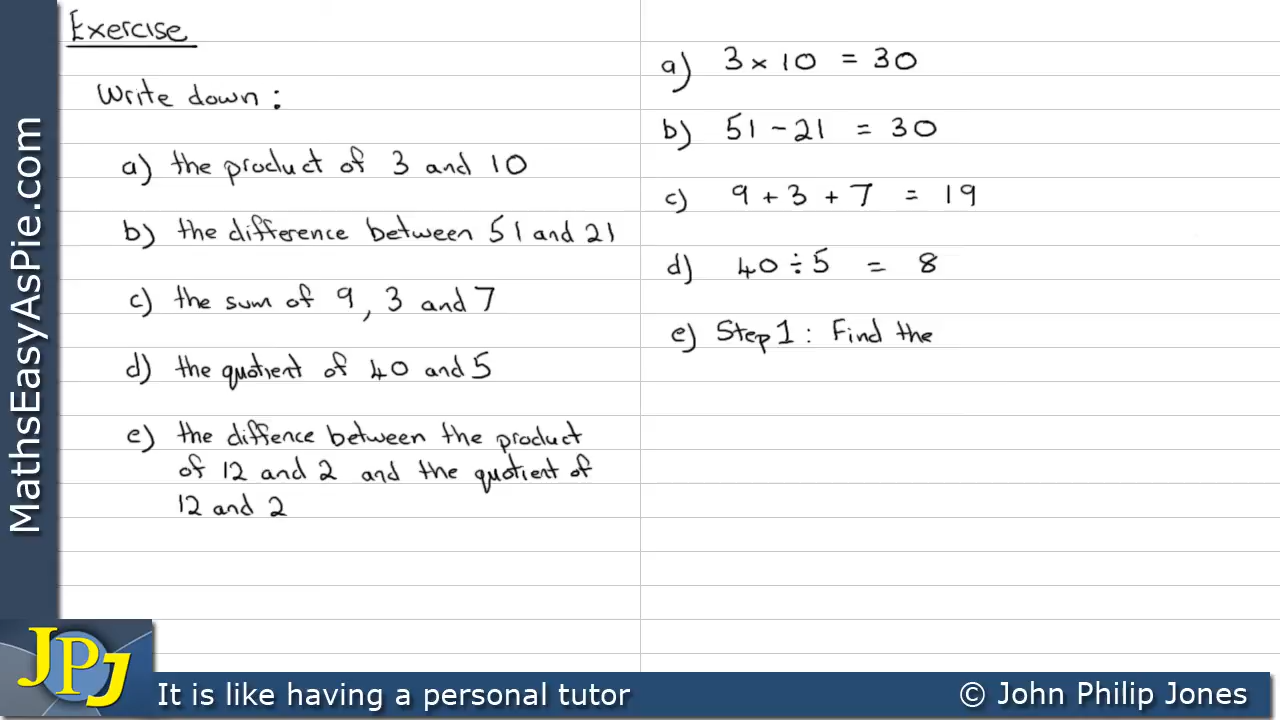 MathsEasyAsPie.com
Exercise
Write down :
a) the product of 3 and 10
b) the difference between 51 and 21
c) the sum of 9, 3 and 7
d) the quotient of 40 and 5
e) the diffence between the product
of 12 and 2 and the quotient of
12 and 2
a) 3 × 10 = 30
b) 51 - 21 = 30
c) 9 + 3 + 7 = 19
d) 40 ÷ 5 = 8
e) Step 1 : Find the
JPJ
It is like having a personal tutor
© John Philip Jones